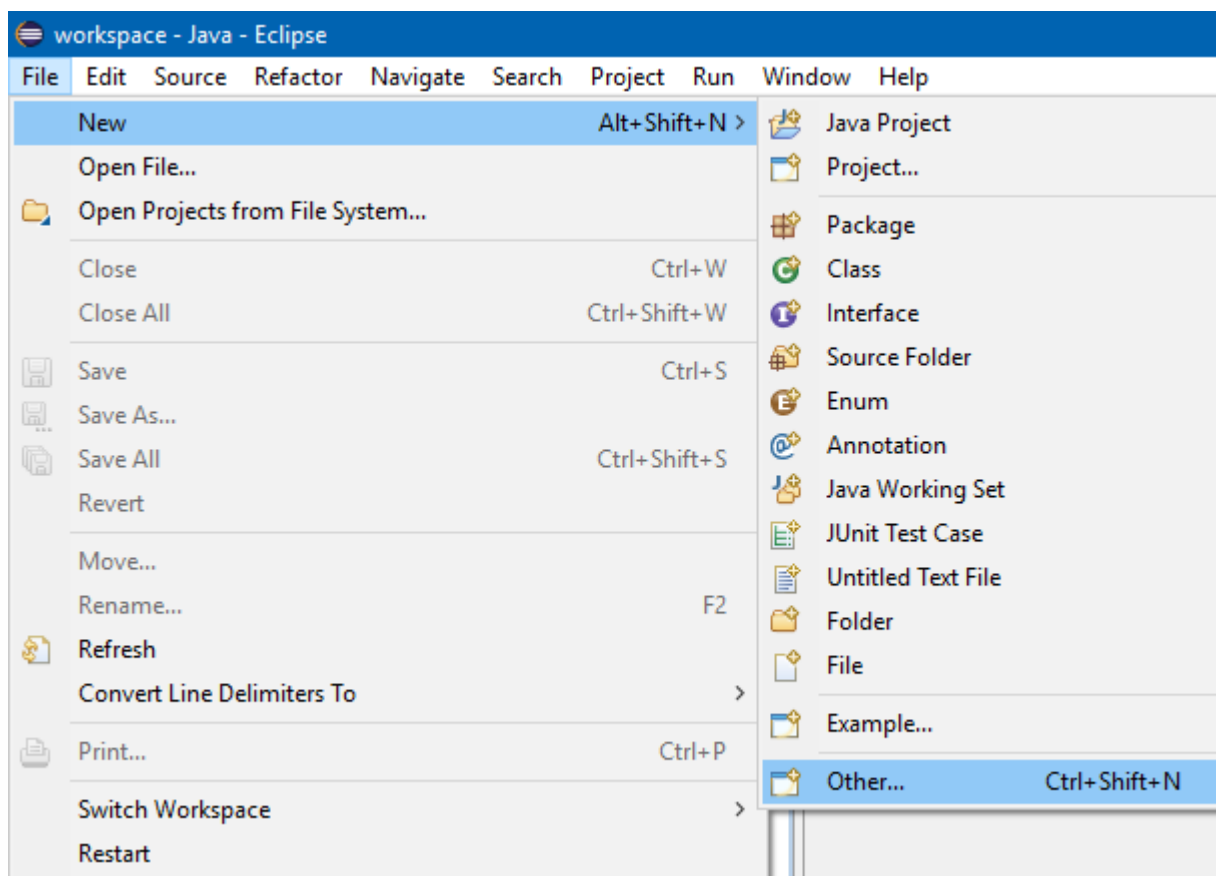 workspace - Java - Eclipse
File Edit Source Refactor Navigate Search Project Run Window Help
New Alt+Shift+N >
Open File...
Open Projects from File System...
Close Ctrl+W
Close All Ctrl+Shift+W
Save Ctrl+S
Save As...
Save All Ctrl+Shift+S
Revert
Move...
Rename... F2
Refresh
Convert Line Delimiters To >
Print... Ctrl+P
Switch Workspace >
Restart
Java Project
Project...
Package
Class
Interface
Source Folder
Enum
Annotation
Java Working Set
JUnit Test Case
Untitled Text File
Folder
File
Example...
Other... Ctrl+Shift+N